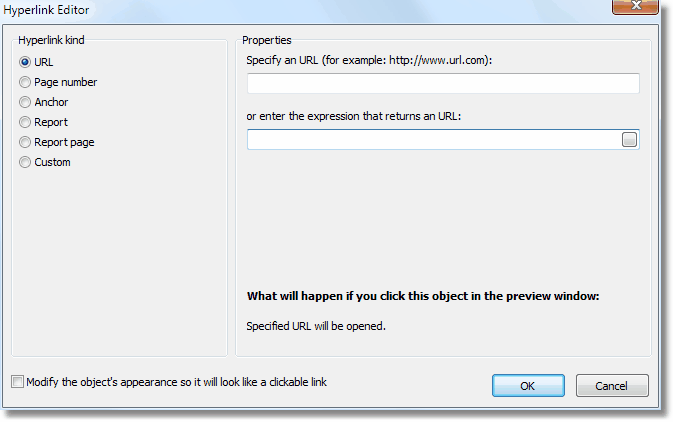 Hyperlink Editor
Hyperlink kind
URL
Page number
Anchor
Report
Report page
Custom
Properties
Specify an URL (for example: http://www.url.com):
or enter the expression that returns an URL:
What will happen if you click this object in the preview window:
Specified URL will be opened.
Modify the object's appearance so it will look like a clickable link
OK
Cancel